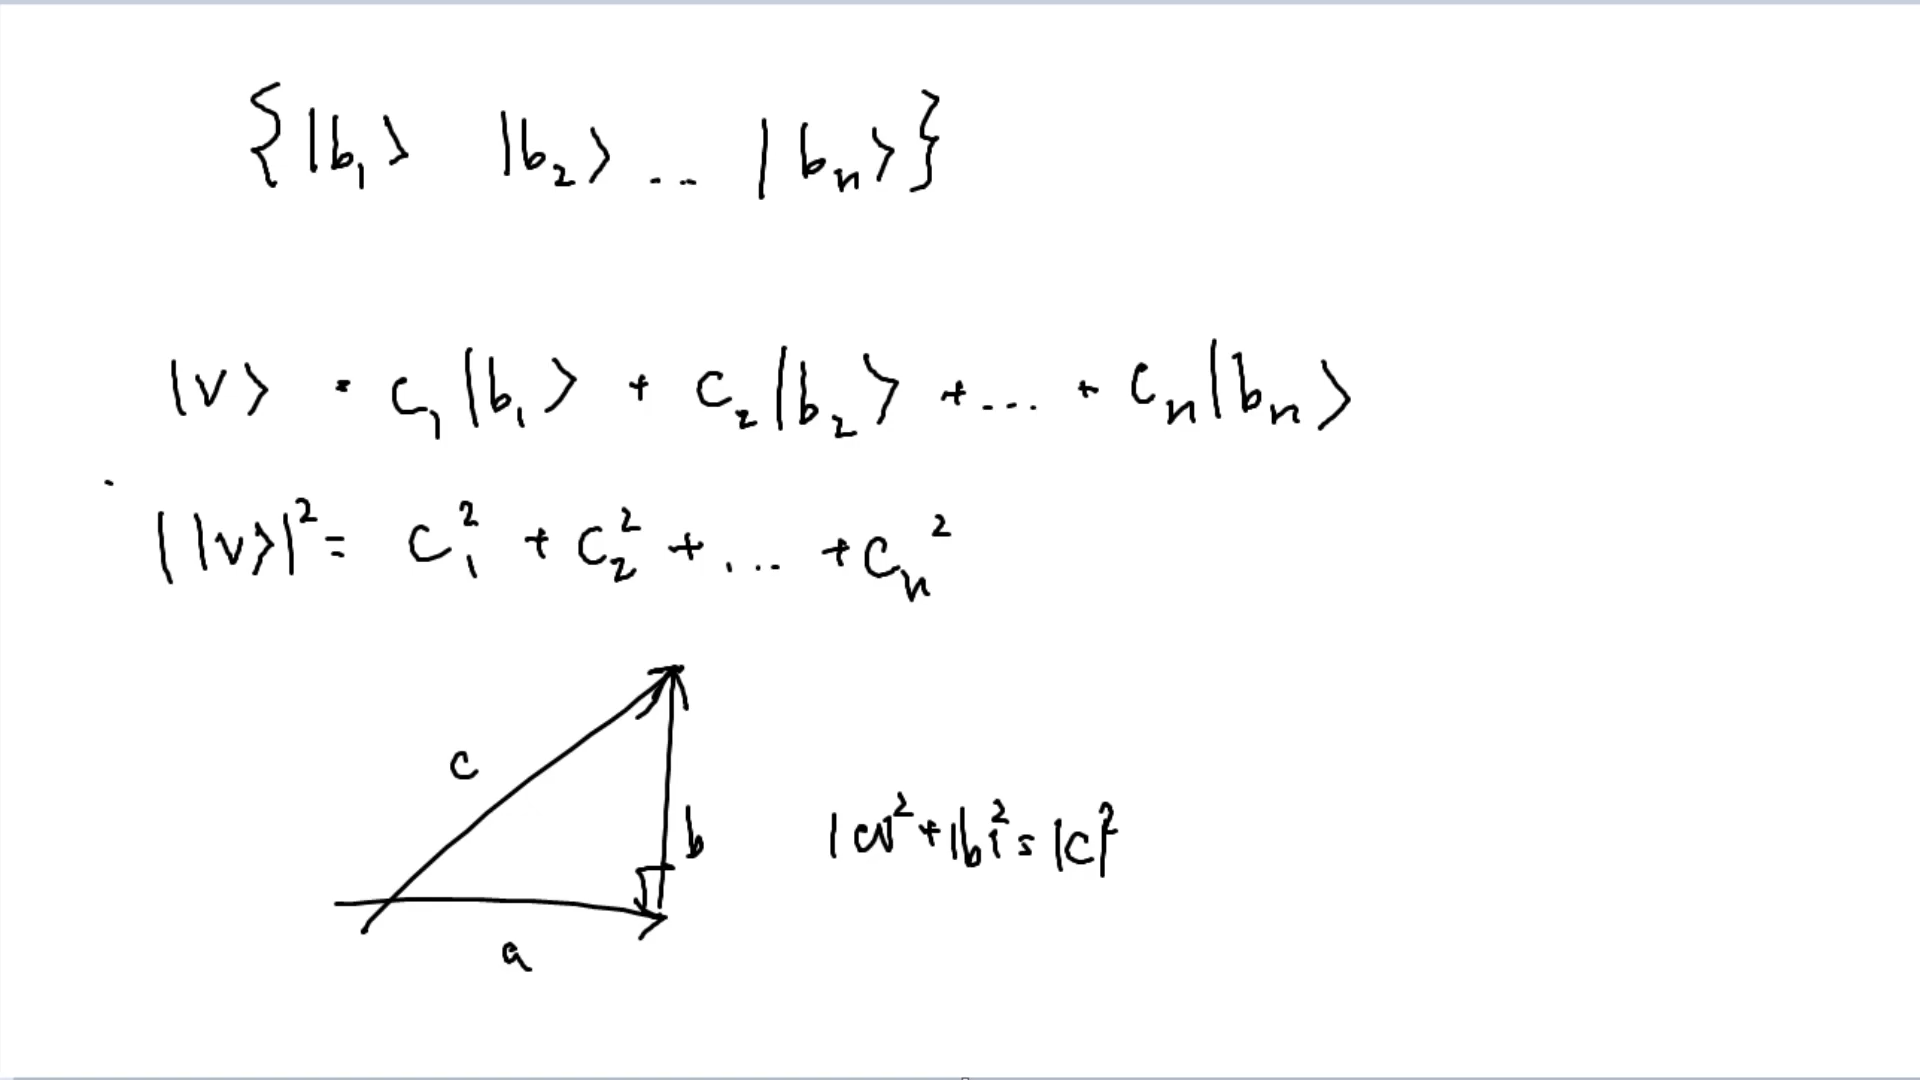 {|b₁⟩ |b₂⟩ ... |bₙ⟩}
|v⟩ = c₁|b₁⟩ + c₂|b₂⟩ + ... + cₙ|bₙ⟩
||v⟩|² = c₁² + c₂² + ... + cₙ²
c
b
|a|² + |b|² = |c|²
a